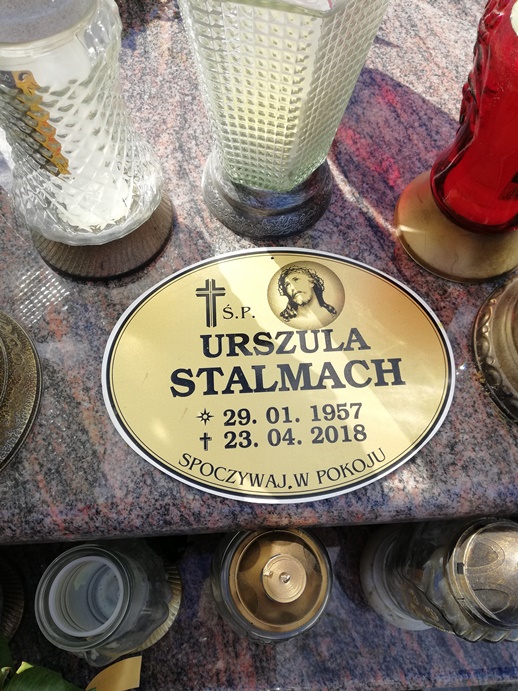 Ś.P.
URSZULA
STALMACH
29. 01. 1957
23. 04. 2018
SPOCZYWAJ.W POKOJU